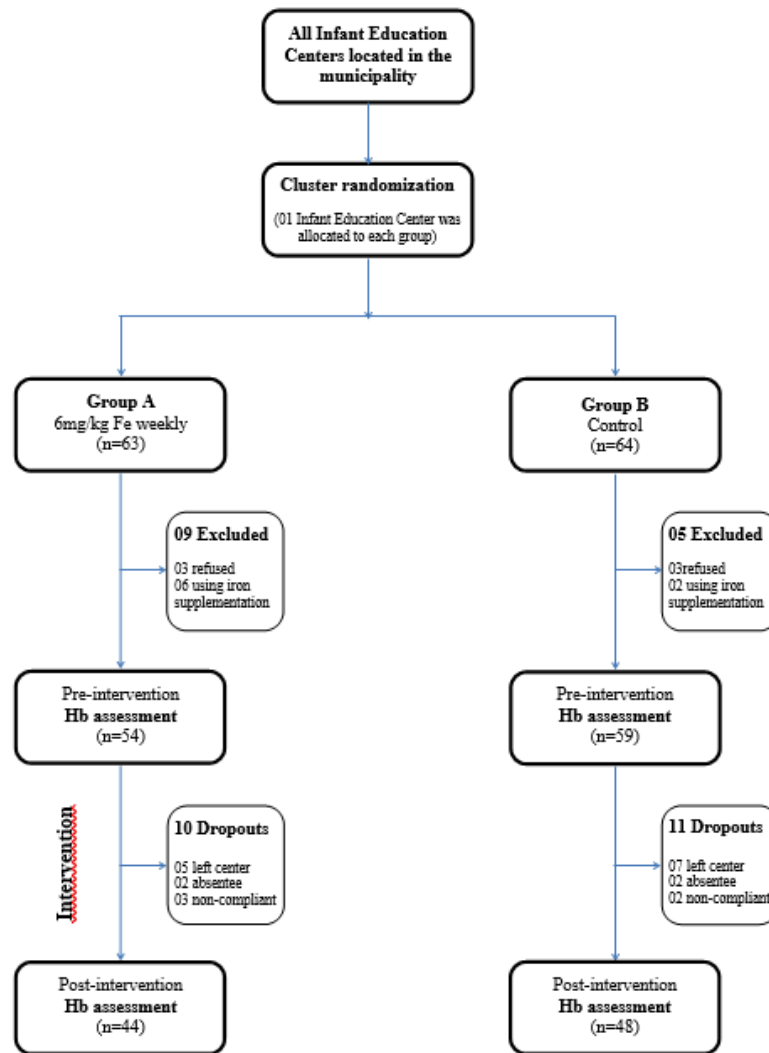 All Infant Education
Centers located in the
municipality
Cluster randomization
(01 Infant Education Center was
allocated to each group)
Group A
6mg/kg Fe weekly
(n=63)
Group B
Control
(n=64)
09 Excluded
03 refused
06 using iron
supplementation
05 Excluded
03refused
02 using iron
supplementation
Pre-intervention
Hb assessment
(n=54)
Pre-intervention
Hb assessment
(n=59)
Intervention
10 Dropouts
05 left center
02 absentee
03 non-compliant
11 Dropouts
07 left center
02 absentee
02 non-compliant
Post-intervention
Hb assessment
(n=44)
Post-intervention
Hb assessment
(n=48)